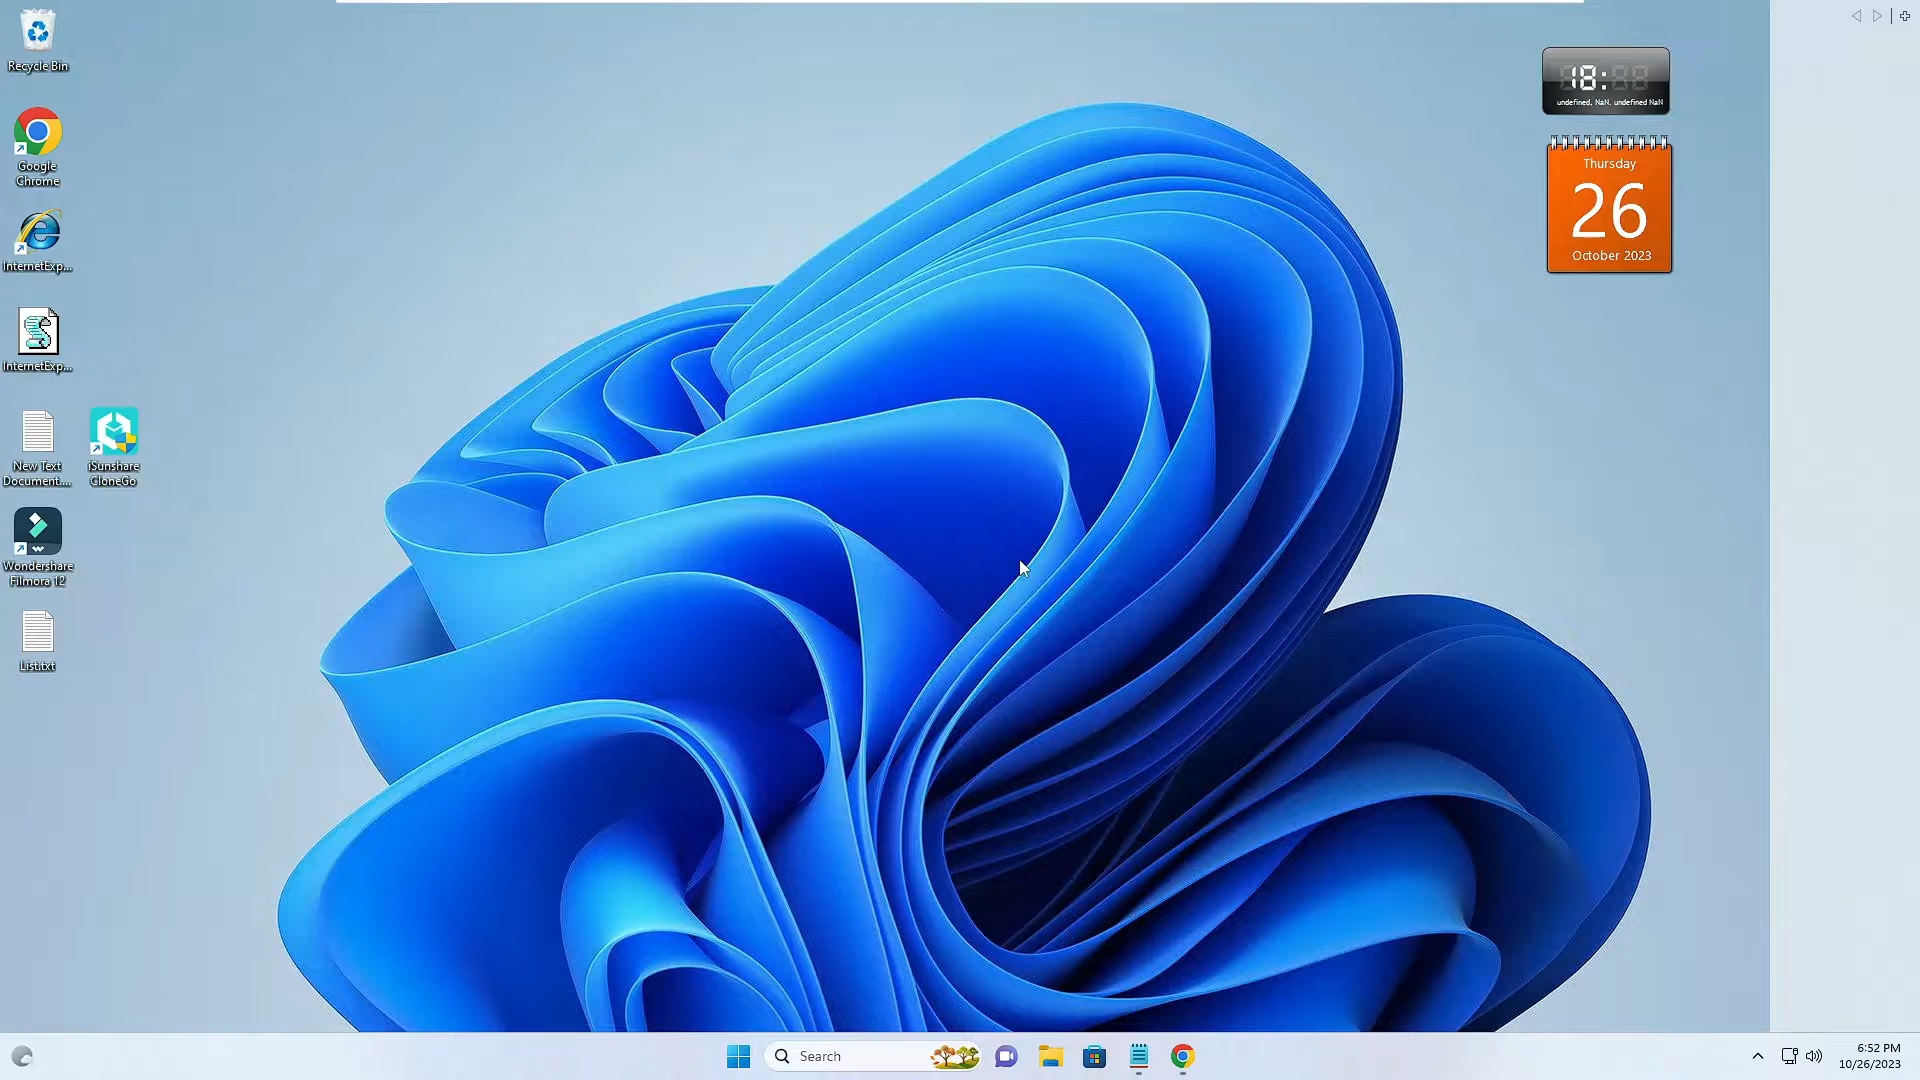 Recycle Bin
Google
Chrome
InternetExp...
InternetExp...
New Text
Document....
iSunshare
CloneGo
Wondershare
Filmora 12
List.txt
18:
undefined, NaN. undefined NaN
Thursday
26
October 2023
Search
6:52 PM
10/26/2023